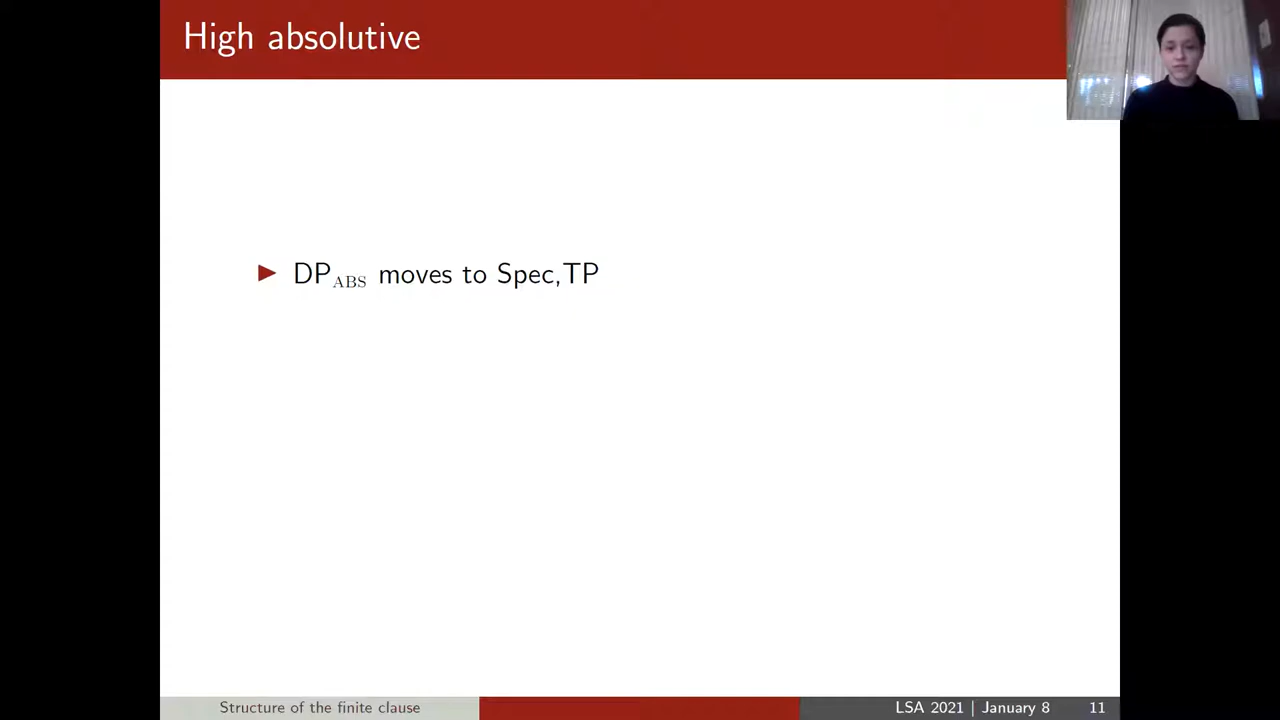 High absolutive
▶ DP_ABS moves to Spec,TP
Structure of the finite clause
LSA 2021 | January 8 11